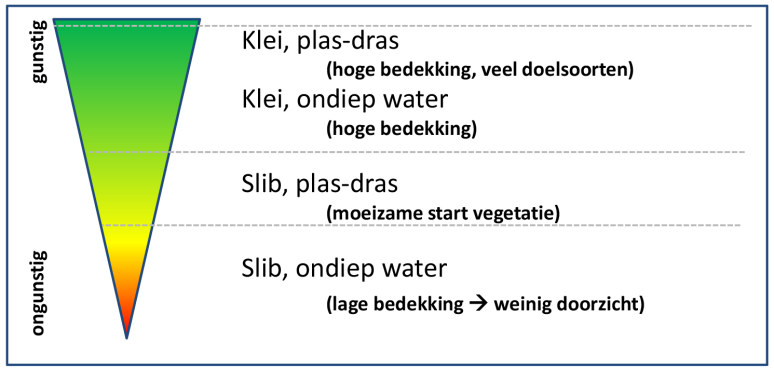 gunstig
Klei, plas-dras
(hoge bedekking, veel doelsoorten)
Klei, ondiep water
(hoge bedekking)
Slib, plas-dras
(moeizame start vegetatie)
ongunstig
Slib, ondiep water
(lage bedekking → weinig doorzicht)